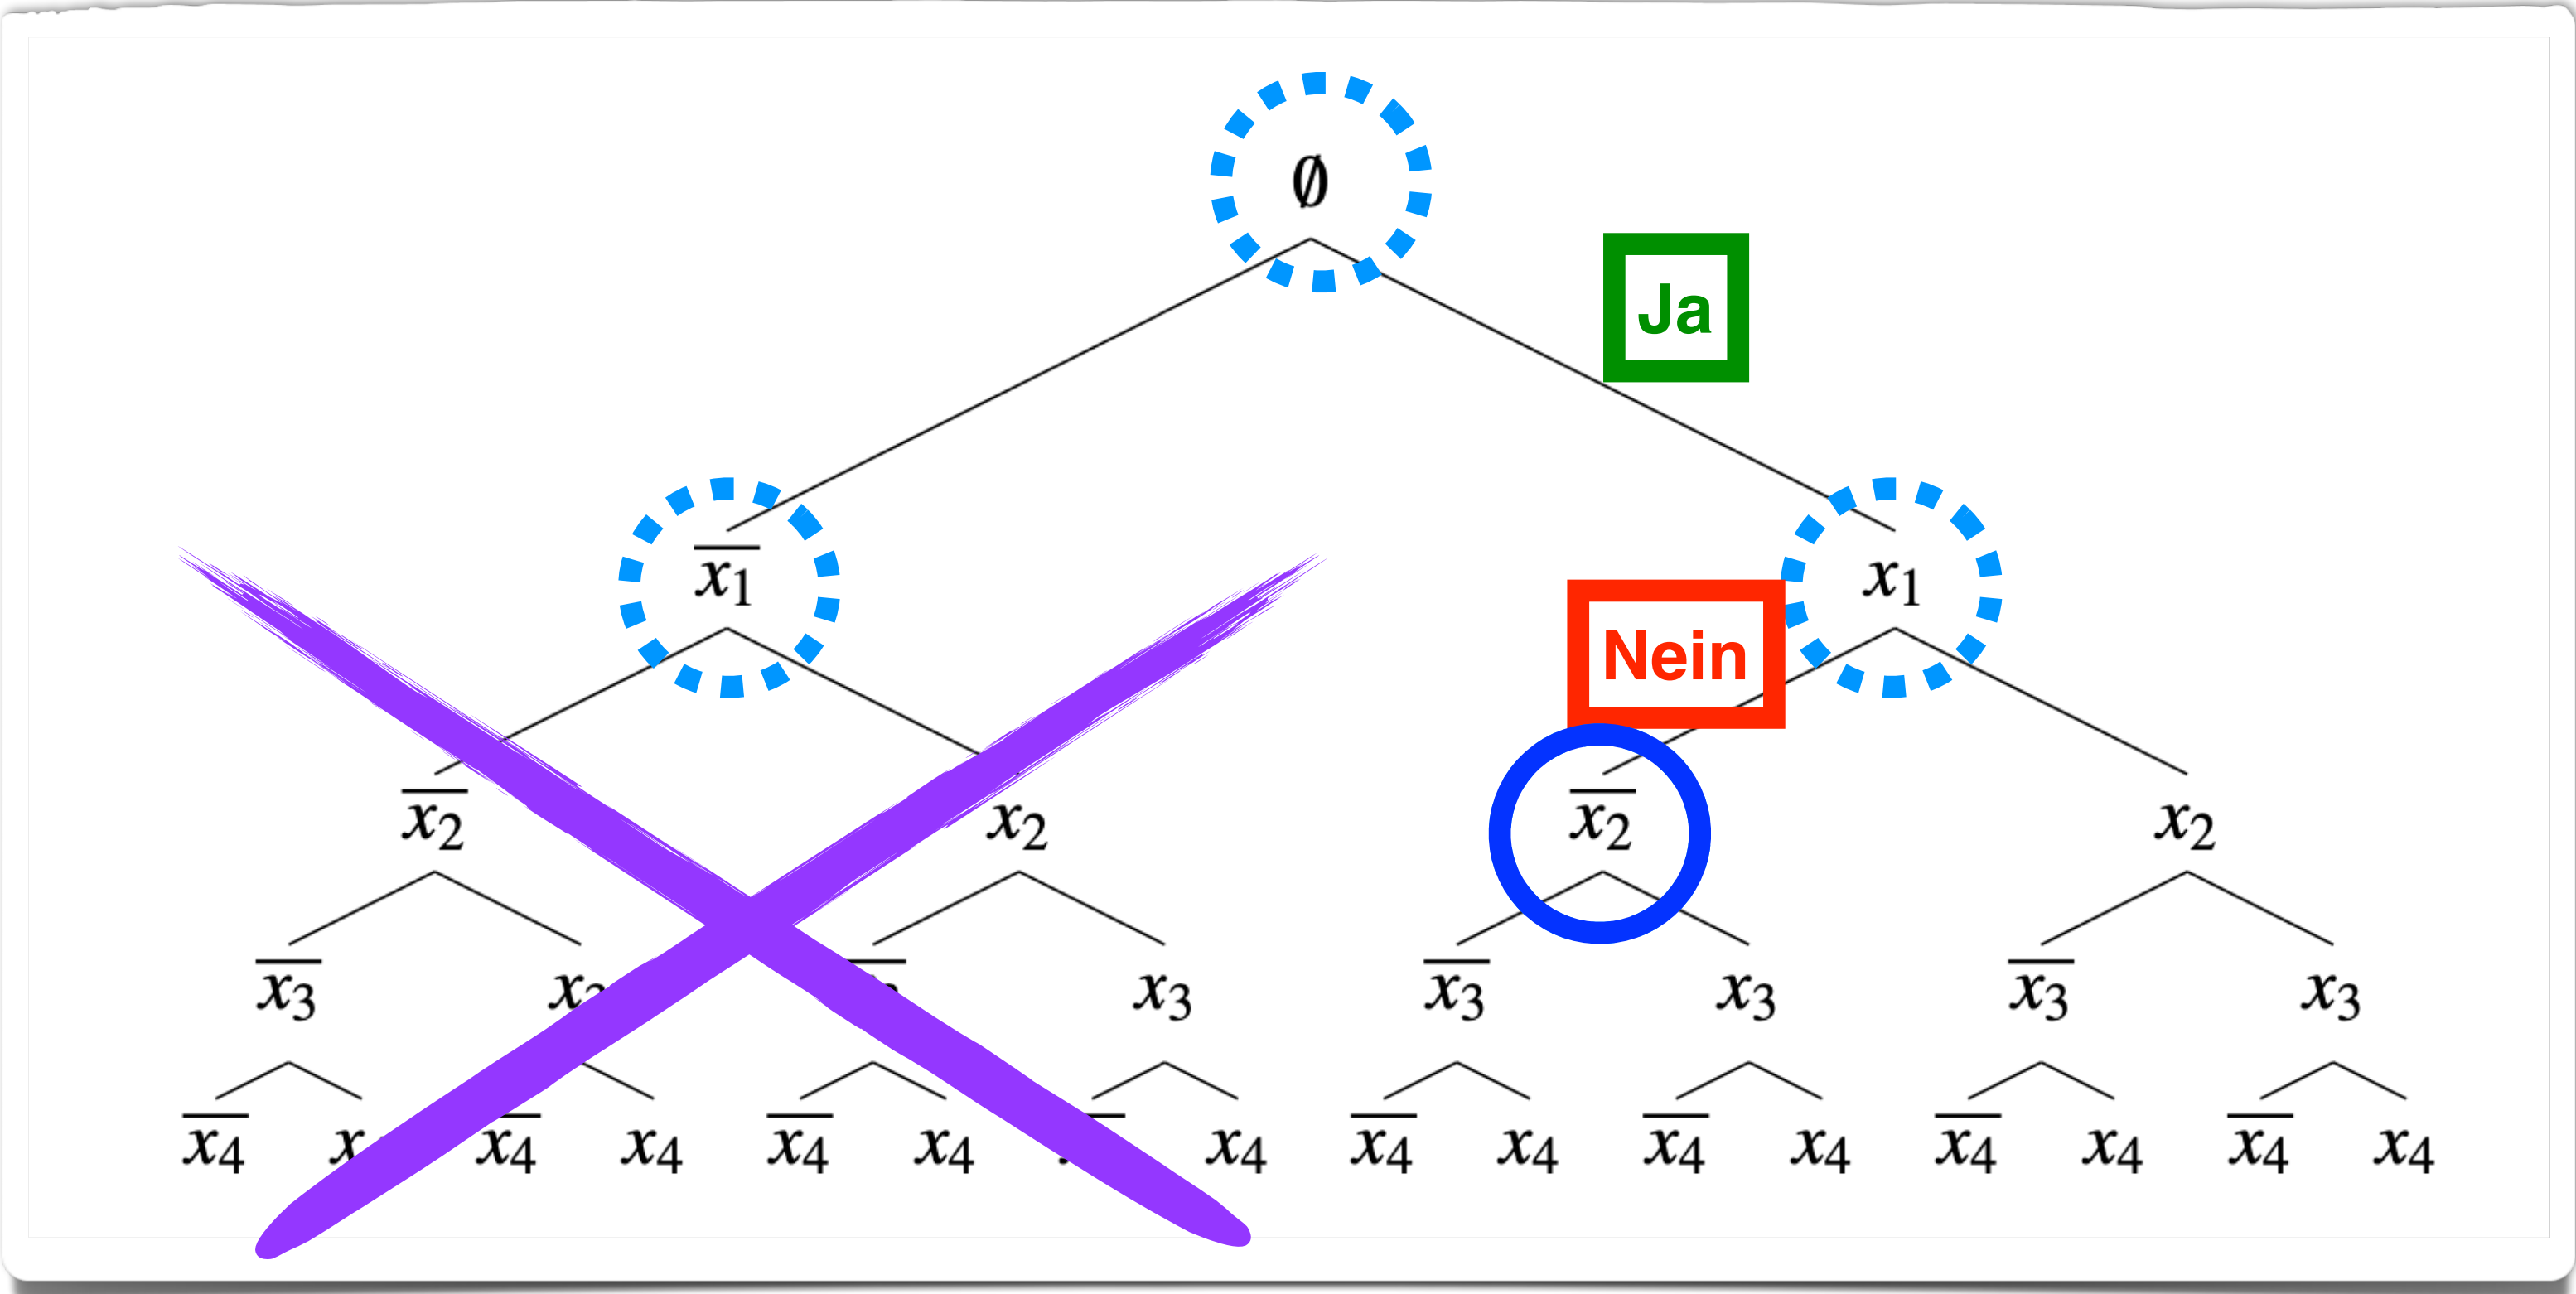 ∅
Ja
x̅₁ x₁
Nein
x̅₂ x₂ x̅₂ x₂
x̅₃ x₃ x̅₃ x₃ x̅₃ x₃
x̅₄ x̅₄ x₄ x̅₄ x₄ x₄ x̅₄ x₄ x̅₄ x₄ x̅₄ x₄ x̅₄ x₄